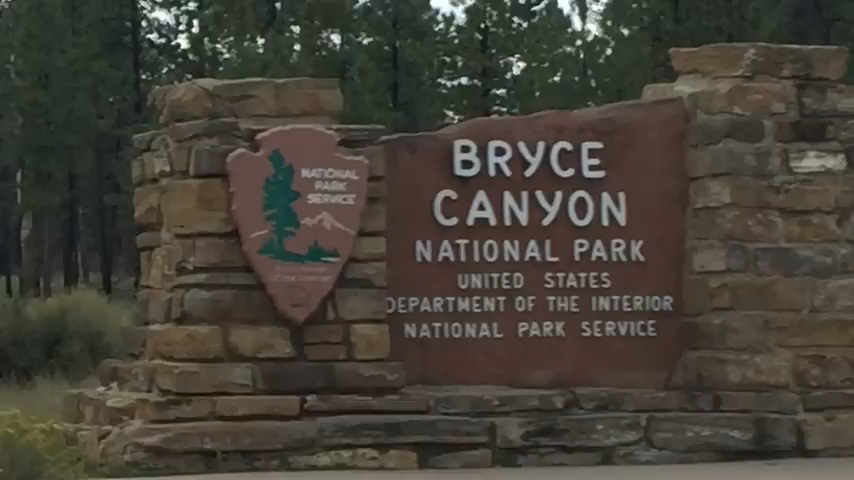 NATIONAL
PARK
SERVICE
BRYCE
CANYON
NATIONAL PARK
UNITED STATES
DEPARTMENT OF THE INTERIOR
NATIONAL PARK SERVICE